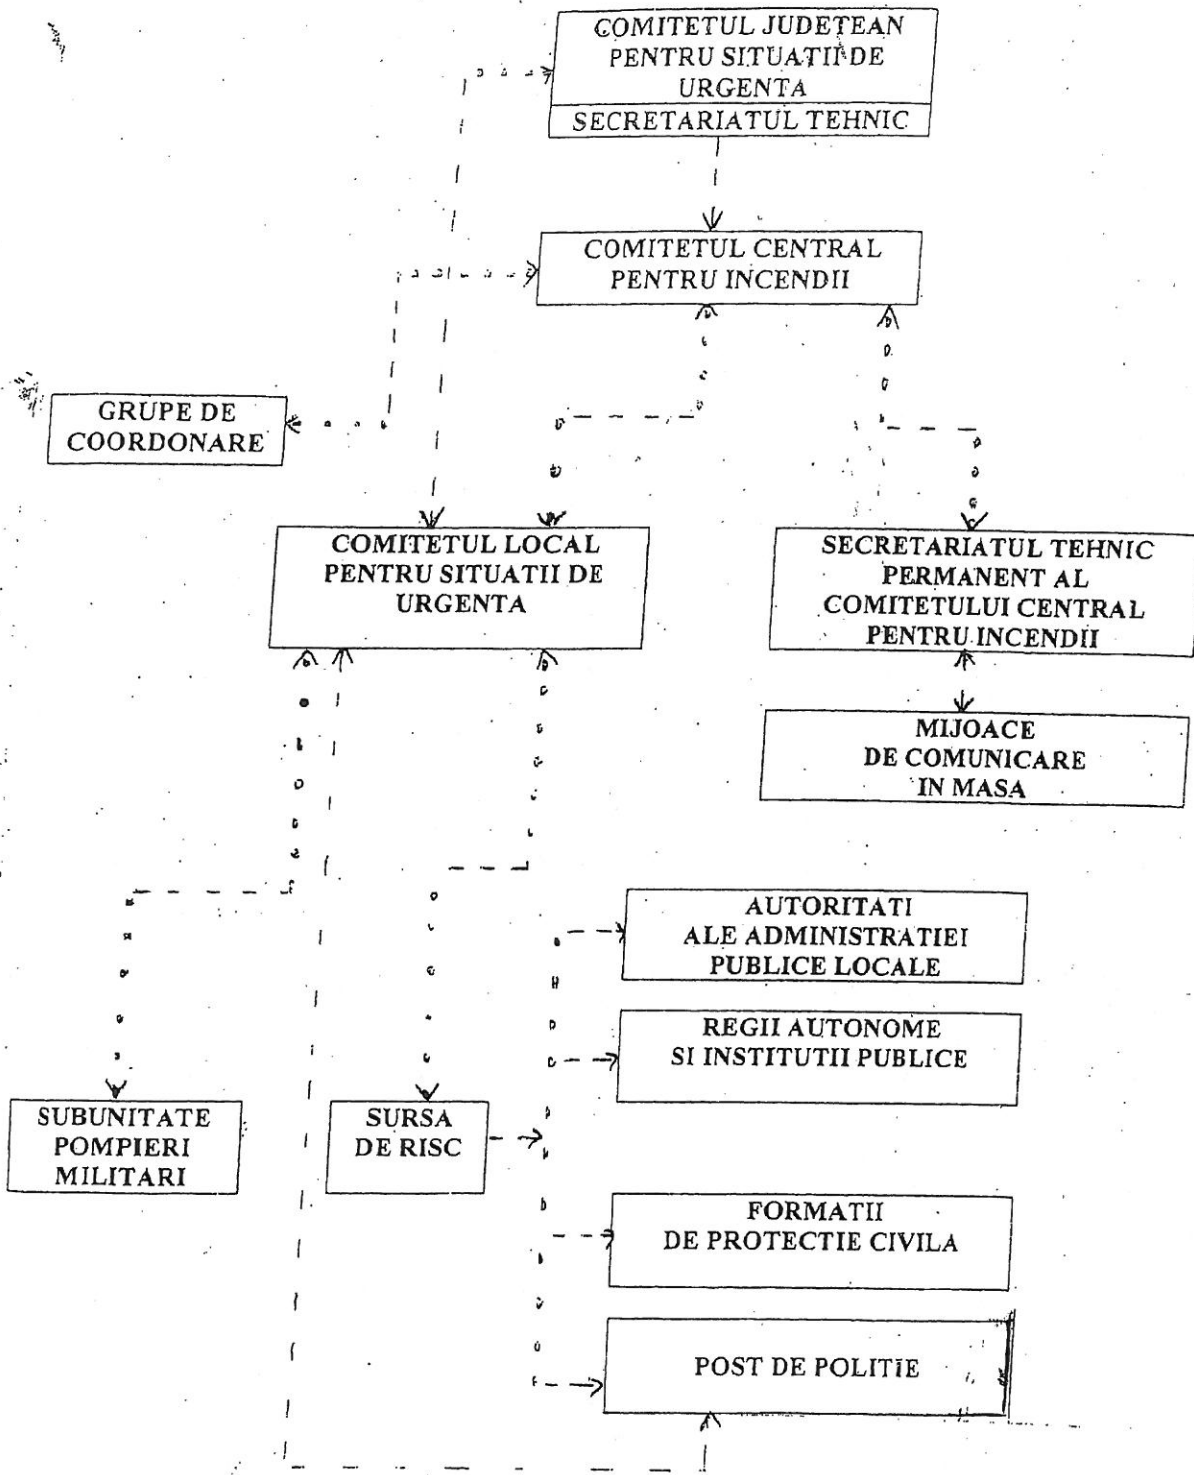 COMITETUL JUDEŢEAN
PENTRU SITUATII DE
URGENTA
SECRETARIATUL TEHNIC
COMITETUL CENTRAL
PENTRU INCENDII
GRUPE DE
COORDONARE
COMITETUL LOCAL
PENTRU SITUATII DE
URGENTA
SECRETARIATUL TEHNIC
PERMANENT AL
COMITETULUI CENTRAL
PENTRU INCENDII
MIJOACE
DE COMUNICARE
IN MASA
AUTORITATI
ALE ADMINISTRATIEI
PUBLICE LOCALE
REGII AUTONOME
SI INSTITUTII PUBLICE
SUBUNITATE
POMPIERI
MILITARI
SURSA
DE RISC
FORMATII
DE PROTECTIE CIVILA
POST DE POLITIE